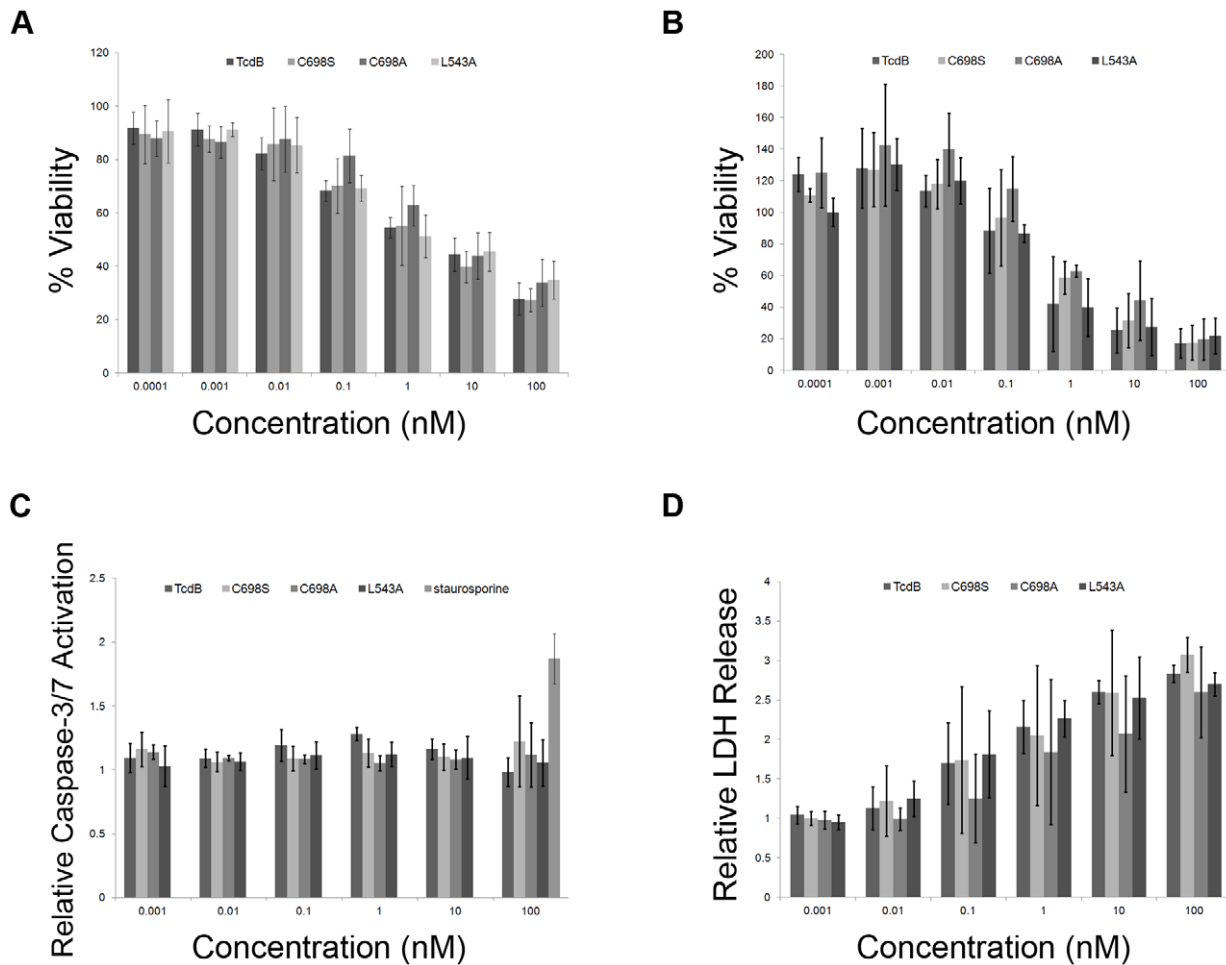 A
TcdB C698S C698A L543A
120
100
80
60
40
20
0
% Viability
0.0001 0.001 0.01 0.1 1 10 100
Concentration (nM)
B
TcdB C698S C698A L543A
200
180
160
140
120
100
80
60
40
20
0
% Viability
0.0001 0.001 0.01 0.1 1 10 100
Concentration (nM)
C
TcdB C698S C698A L543A staurosporine
2.5
2
1.5
1
0.5
0
Relative Caspase-3/7 Activation
0.001 0.01 0.1 1 10 100
Concentration (nM)
D
TcdB C698S C698A L543A
4
3.5
3
2.5
2
1.5
1
0.5
0
Relative LDH Release
0.001 0.01 0.1 1 10 100
Concentration (nM)